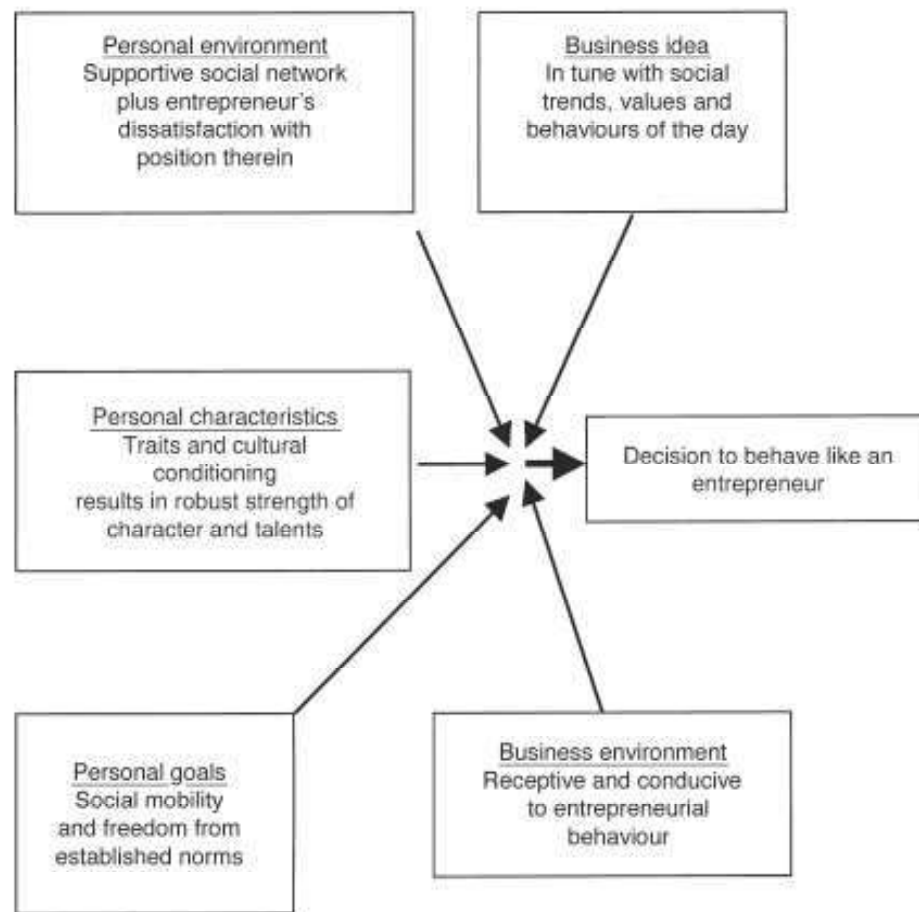 Personal environment
Supportive social network
plus entrepreneur's
dissatisfaction with
position therein
Business idea
In tune with social
trends, values and
behaviours of the day
Personal characteristics
Traits and cultural
conditioning
results in robust strength of
character and talents
Decision to behave like an
entrepreneur
Personal goals
Social mobility
and freedom from
established norms
Business environment
Receptive and conducive
to entrepreneurial
behaviour